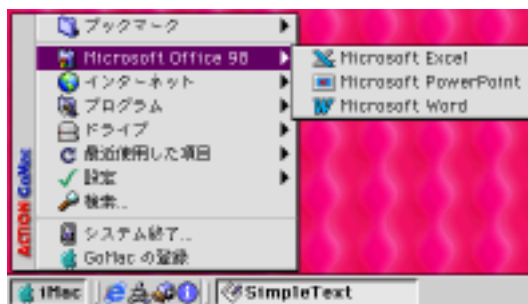 ブックマーク
Microsoft Office 98
インターネット
プログラム
ドライブ
最近使用した項目
設定
検索...
システム終了...
GoMac の登録
Microsoft Excel
Microsoft PowerPoint
Microsoft Word
ACTION GoMac
iMac
SimpleText